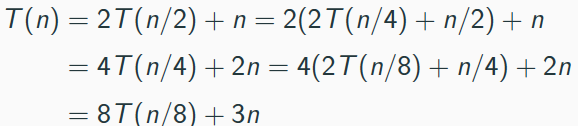 T(n) = 2T(n/2) + n = 2(2T(n/4) + n/2) + n
= 4T(n/4) + 2n = 4(2T(n/8) + n/4) + 2n
= 8T(n/8) + 3n